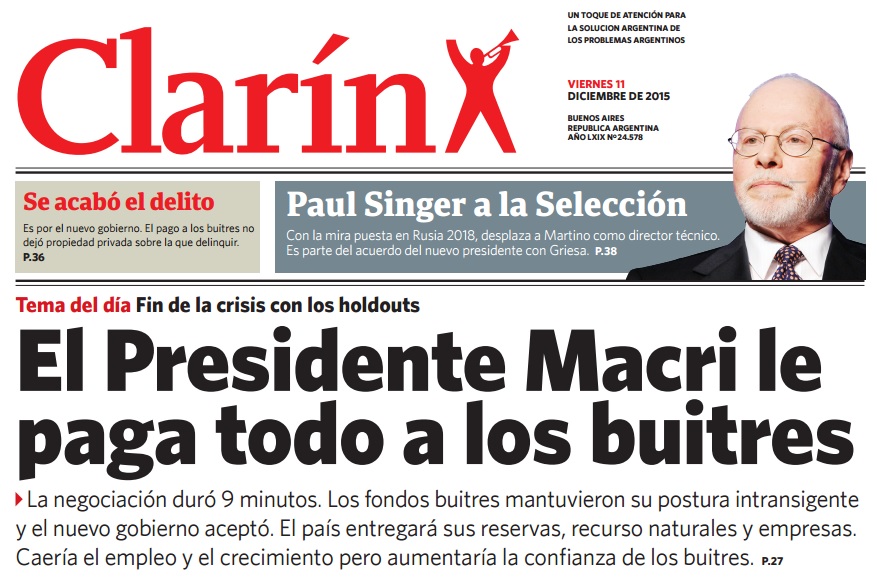 Clarín
UN TOQUE DE ATENCIÓN PARA
LA SOLUCION ARGENTINA DE
LOS PROBLEMAS ARGENTINOS
VIERNES 11
DICIEMBRE DE 2015
BUENOS AIRES
REPUBLICA ARGENTINA
AÑO LXIX Nº 24.578
Se acabó el delito
Es por el nuevo gobierno. El pago a los buitres no
dejó propiedad privada sobre la que delinquir.
P.36
Paul Singer a la Selección
Con la mira puesta en Rusia 2018, desplaza a Martino como director técnico.
Es parte del acuerdo del nuevo presidente con Griesa. P.38
Tema del día Fin de la crisis con los holdouts
El Presidente Macri le
paga todo a los buitres
La negociación duró 9 minutos. Los fondos buitres mantuvieron su postura intransigente
y el nuevo gobierno aceptó. El país entregará sus reservas, recurso naturales y empresas.
Caería el empleo y el crecimiento pero aumentaría la confianza de los buitres. P.27